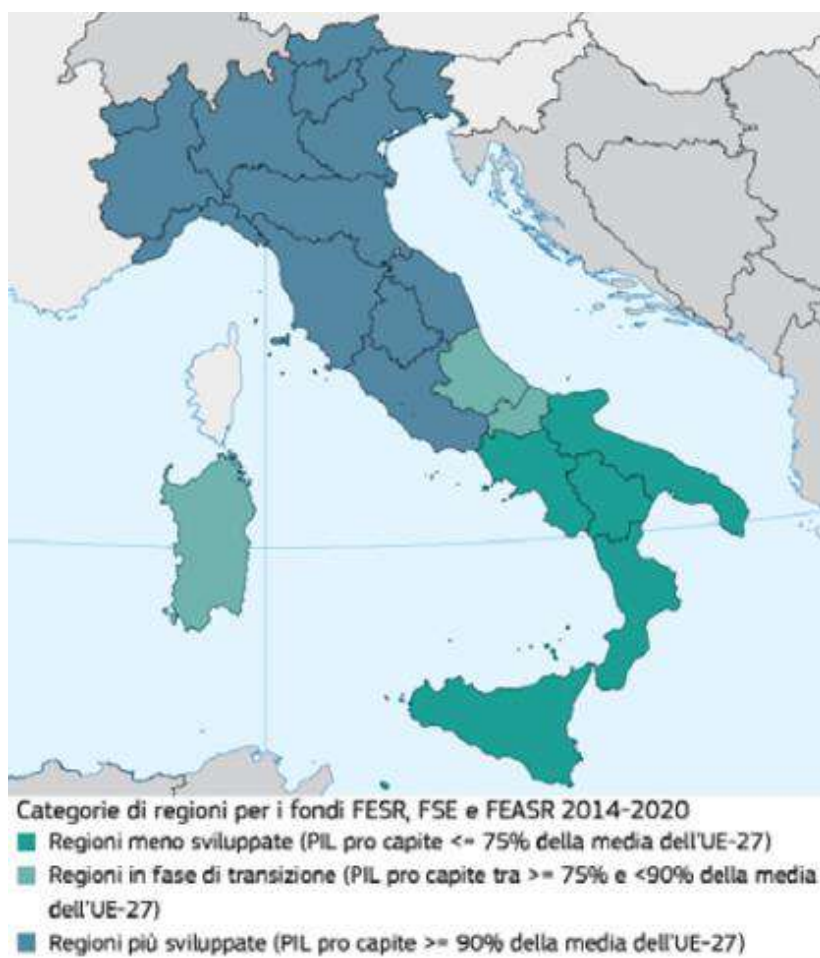 Categorie di regioni per i fondi FESR, FSE e FEASR 2014-2020
Regioni meno sviluppate (PIL pro capite <= 75% della media dell'UE-27)
Regioni in fase di transizione (PIL pro capite tra >= 75% e <90% della media
dell'UE-27)
Regioni più sviluppate (PIL pro capite >= 90% della media dell'UE-27)